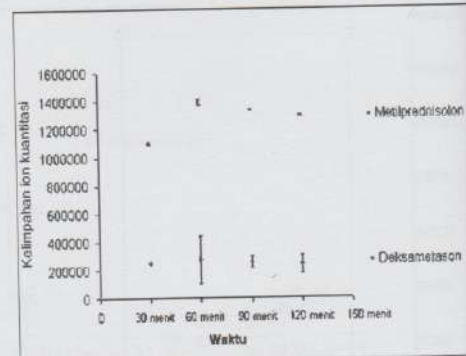 Kelimpahan ion kuantitasi
1600000
1400000
1200000
1000000
800000
600000
400000
200000
0
0 30 menit 60 menit 90 menit 120 menit 150 menit
Waktu
Metilprednisolon
Deksametason